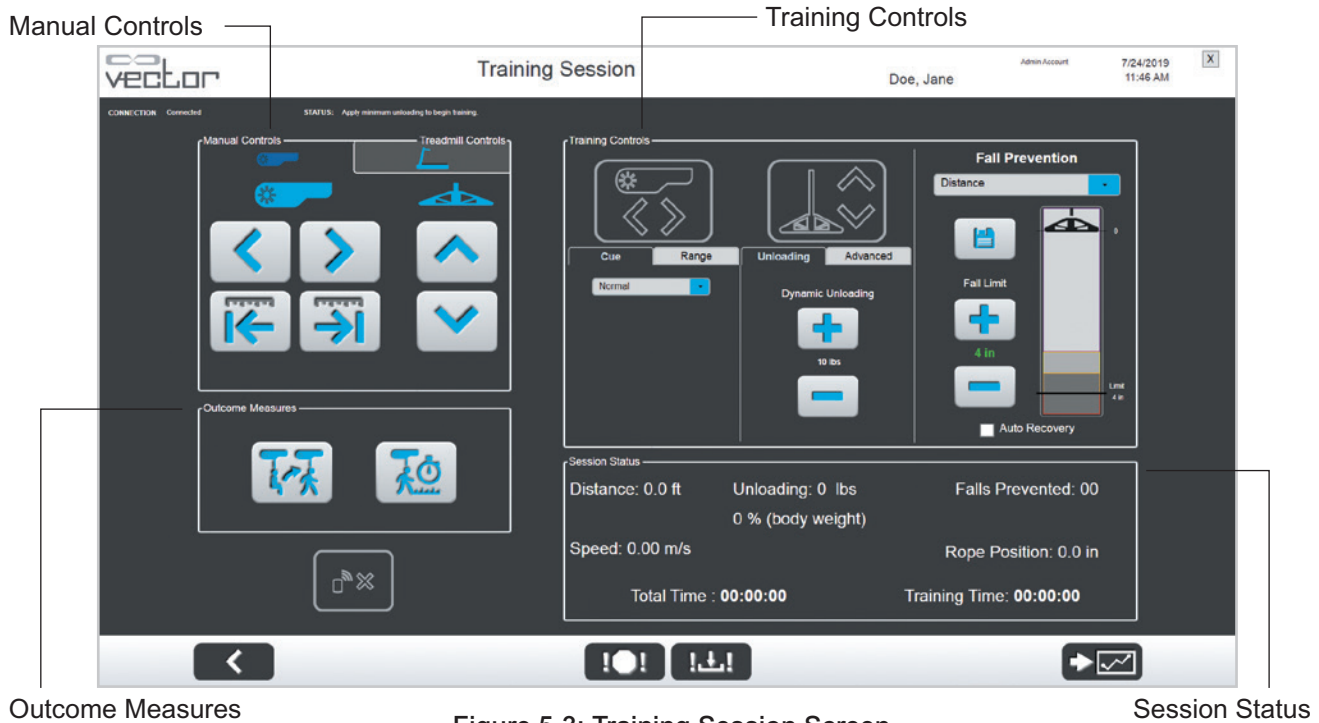 Training Controls
Manual Controls
vector
Training Session
Doe, Jane
Admin Account
7/24/2019
11:46 AM
X
CONNECTION Connected
STATUS: Apply minimum unloading to begin training.
Manual Controls
Treadmill Controls
Training Controls
Fall Prevention
Distance
0
Cue
Range
Unloading
Advanced
Normal
Dynamic Unloading
10 lbs
Fall Limit
4 in
Limit
4 in
Auto Recovery
Outcome Measures
Session Status
Distance: 0.0 ft
Unloading: 0 lbs
Falls Prevented: 00
0 % (body weight)
Speed: 0.00 m/s
Rope Position: 0.0 in
Total Time : 00:00:00
Training Time: 00:00:00
!⬣! !
Outcome Measures
Session Status
Figure 5-3: Training Session Screen